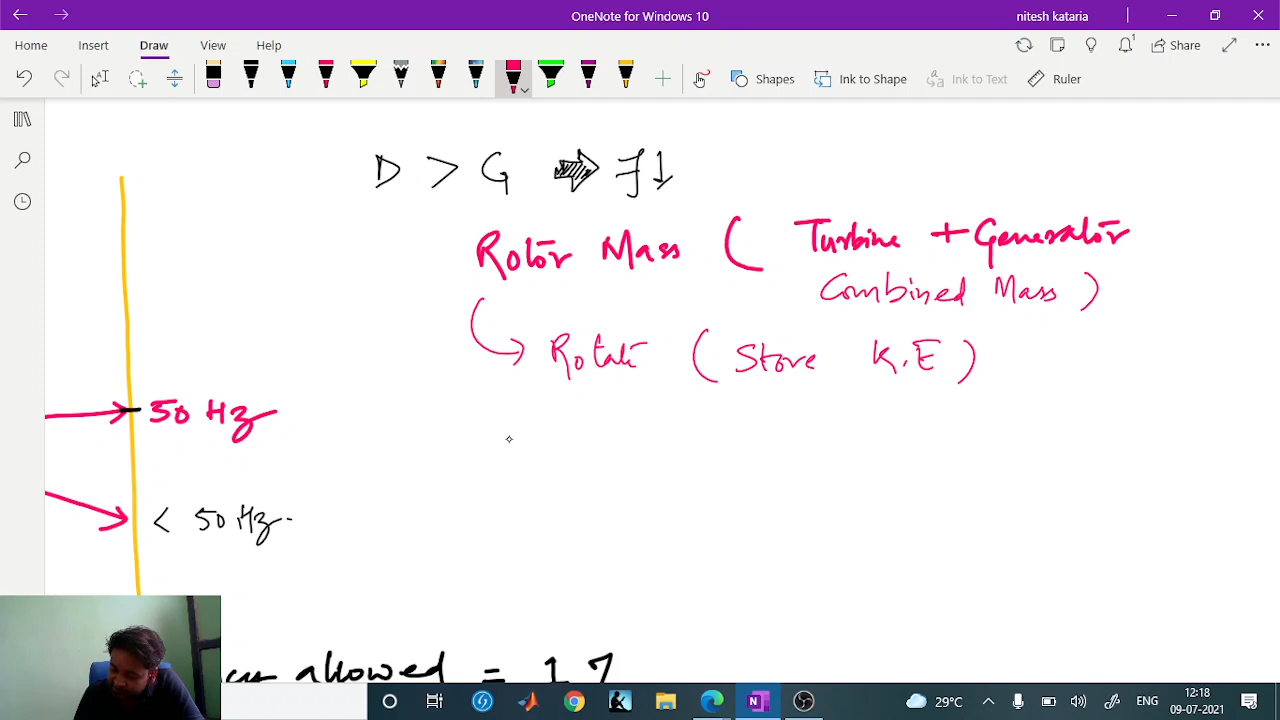 OneNote for Windows 10
nitesh kataria
Home Insert Draw View Help
Share
Shapes Ink to Shape Ink to Text Ruler
D > G ⇒
Rotor Mass ( Turbine + Generator
Combined Mass )
Rotate ( Store K.E )
50 Hz
< 50 Hz
allowed = 1.7
29°C ENG 12:18
09-07-2021